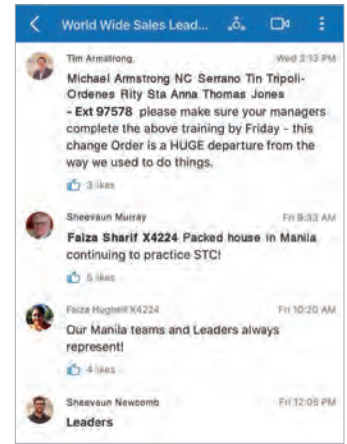 World Wide Sales Lead...
Tim Armstrong Wed 2:13 PM
Michael Armstrong NC Serrano Tin Tripoli-
Ordenes Rity Sta Anna Thomas Jones
- Ext 97578 please make sure your managers
complete the above training by Friday - this
change Order is a HUGE departure from the
way we used to do things.
3 likes
Sheevaun Murray Fri 9:33 AM
Faiza Sharif X4224 Packed house in Manila
continuing to practice STC!
5 likes
Faiza Hughell X4224 Fri 10:20 AM
Our Manila teams and Leaders always
represent!
4 likes
Sheevaun Newcomb Fri 12:05 PM
Leaders